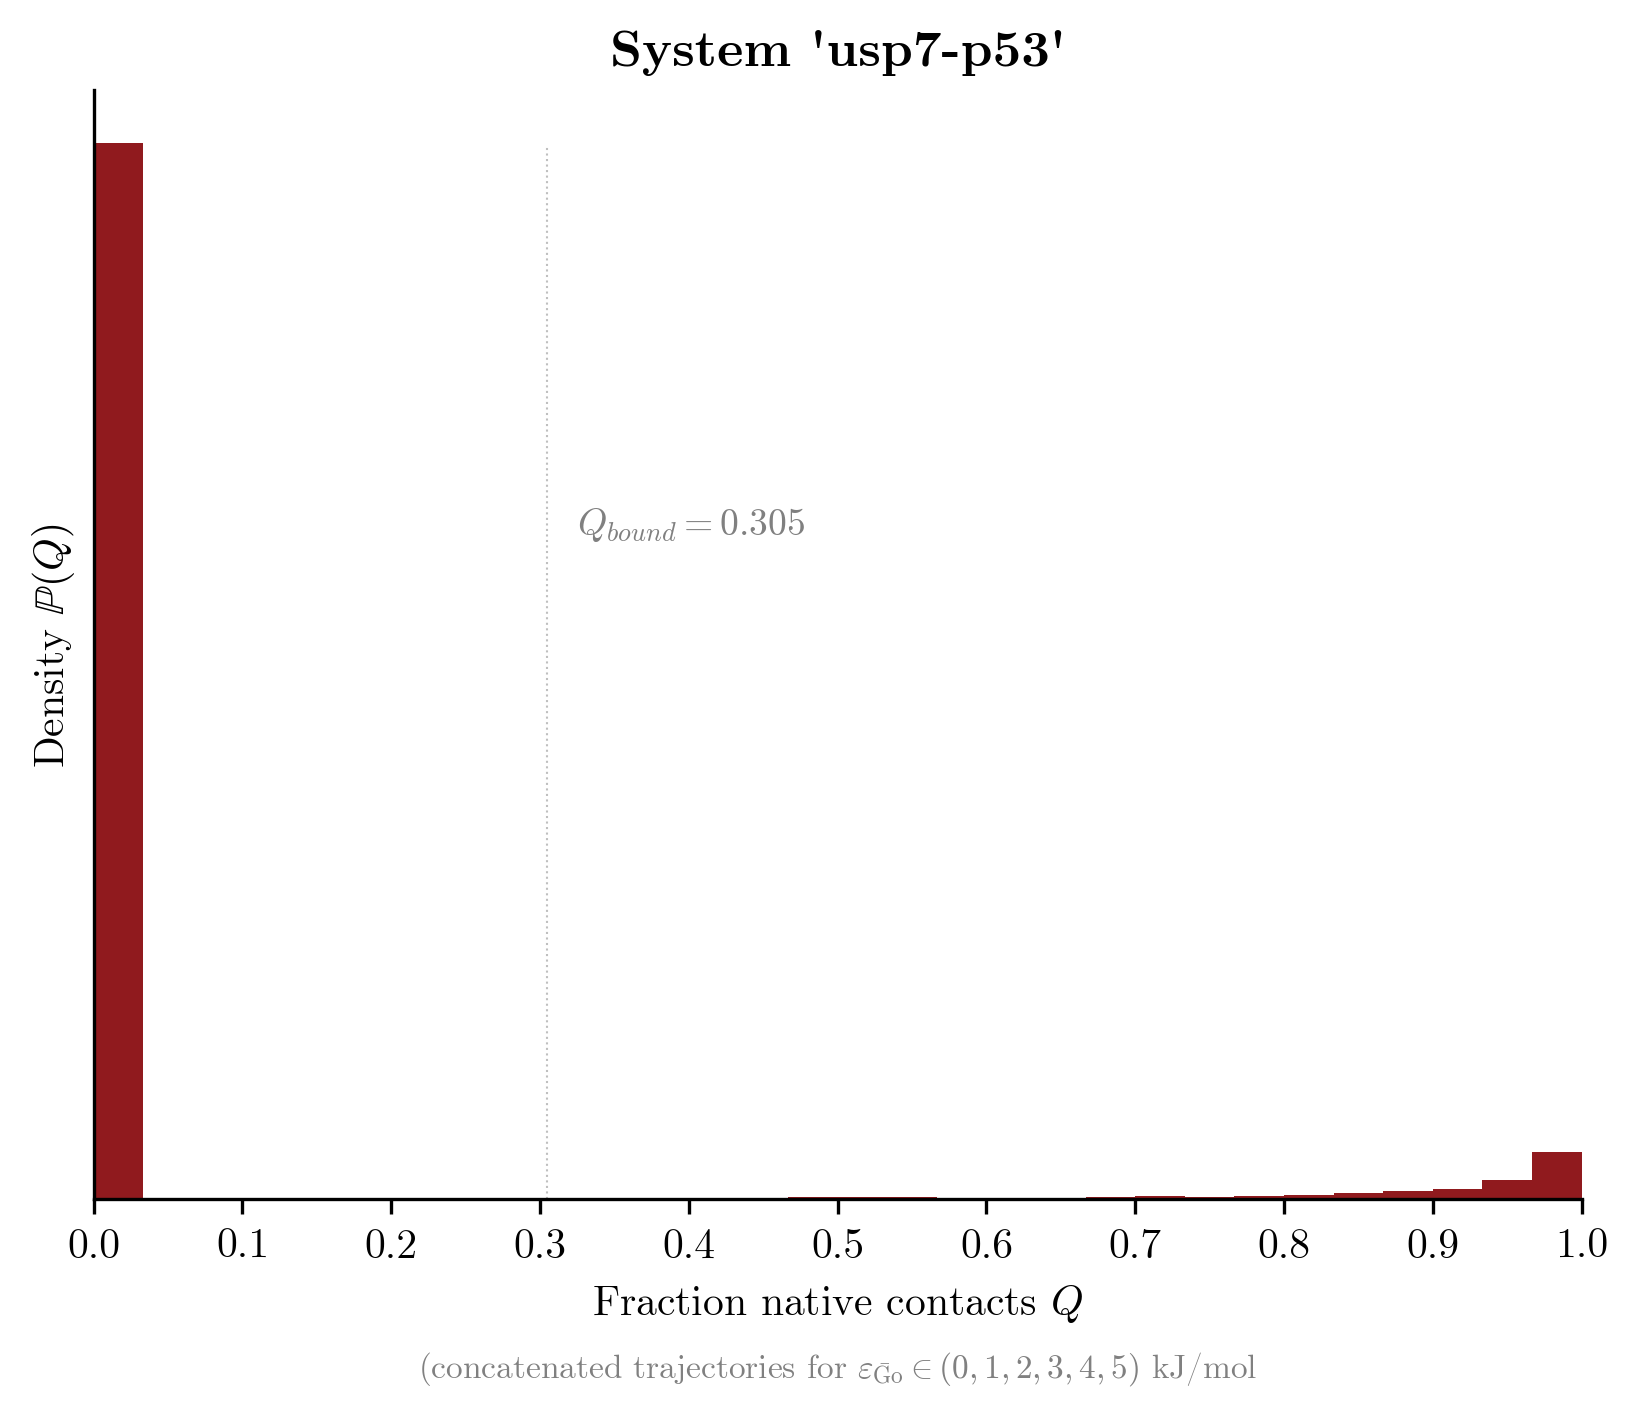 System 'usp7-p53'
Density ℙ(Q)
Q_bound = 0.305
0.0 0.1 0.2 0.3 0.4 0.5 0.6 0.7 0.8 0.9 1.0
Fraction native contacts Q
(concatenated trajectories for ε_Ḡo ∈ (0, 1, 2, 3, 4, 5) kJ/mol